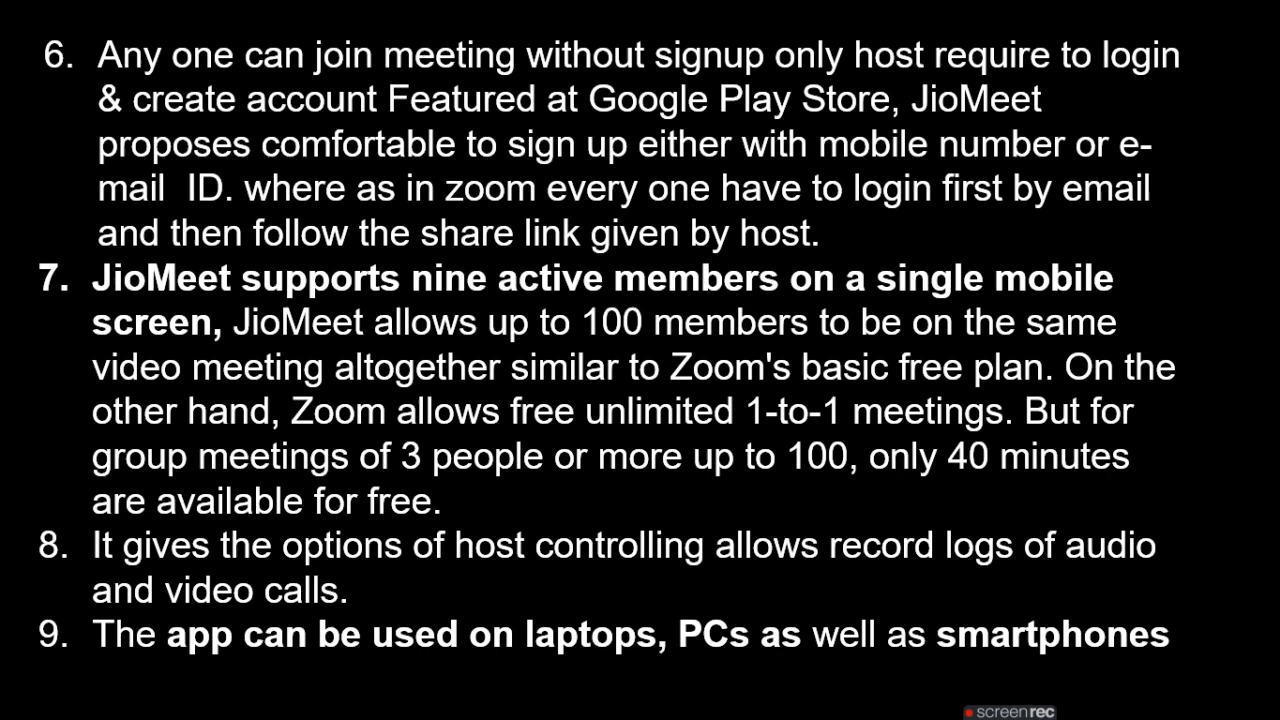 6. Any one can join meeting without signup only host require to login
& create account Featured at Google Play Store, JioMeet
proposes comfortable to sign up either with mobile number or e-
mail  ID. where as in zoom every one have to login first by email
and then follow the share link given by host.
7. JioMeet supports nine active members on a single mobile
screen, JioMeet allows up to 100 members to be on the same
video meeting altogether similar to Zoom's basic free plan. On the
other hand, Zoom allows free unlimited 1-to-1 meetings. But for
group meetings of 3 people or more up to 100, only 40 minutes
are available for free.
8. It gives the options of host controlling allows record logs of audio
and video calls.
9. The app can be used on laptops, PCs as well as smartphones
screenrec